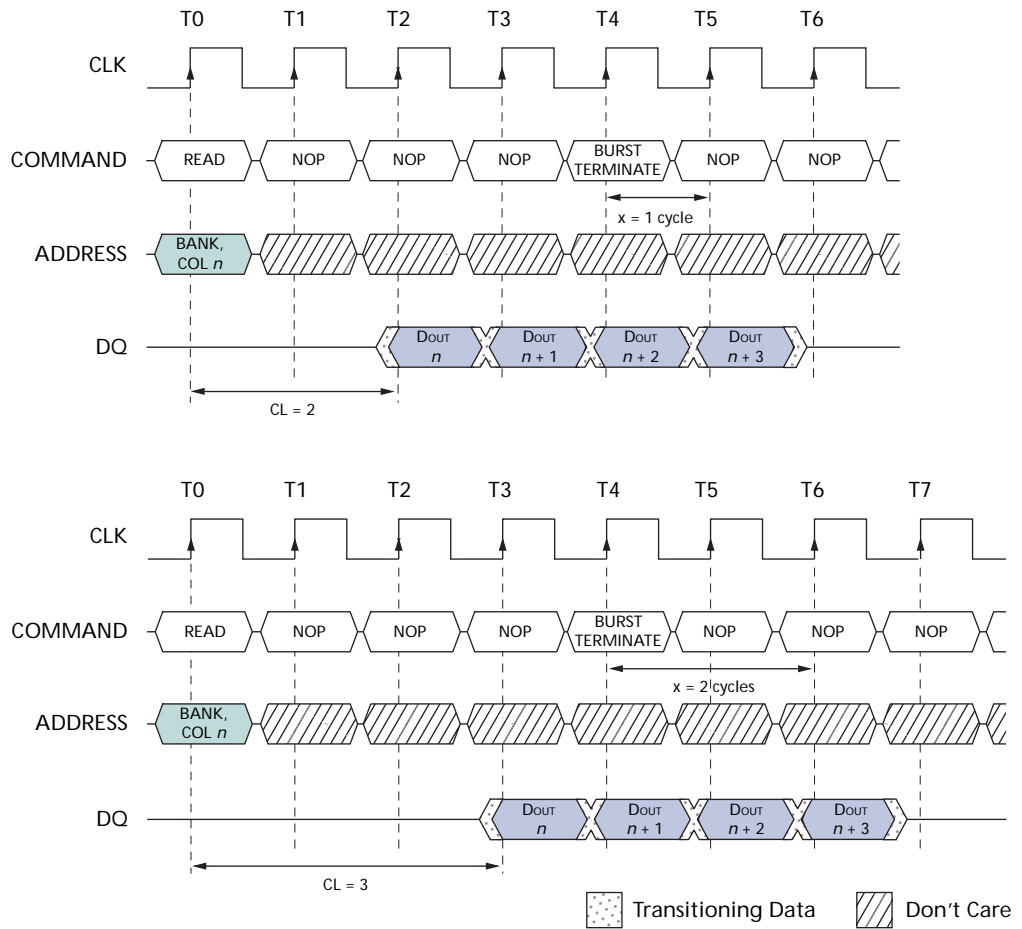 T0 T1 T2 T3 T4 T5 T6
CLK
COMMAND READ NOP NOP NOP BURST TERMINATE NOP NOP
x = 1 cycle
ADDRESS BANK, COL n
DQ DOUT n DOUT n + 1 DOUT n + 2 DOUT n + 3
CL = 2
T0 T1 T2 T3 T4 T5 T6 T7
CLK
COMMAND READ NOP NOP NOP BURST TERMINATE NOP NOP NOP
x = 2 cycles
ADDRESS BANK, COL n
DQ DOUT n DOUT n + 1 DOUT n + 2 DOUT n + 3
CL = 3
Transitioning Data Don't Care